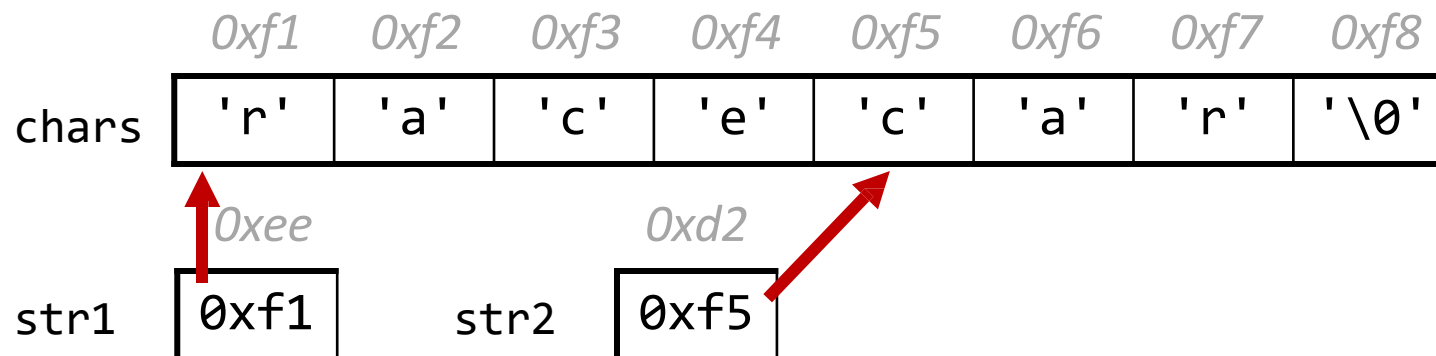 0xf1 0xf2 0xf3 0xf4 0xf5 0xf6 0xf7 0xf8
chars 'r' 'a' 'c' 'e' 'c' 'a' 'r' '\0'
0xee 0xd2
str1 0xf1 str2 0xf5